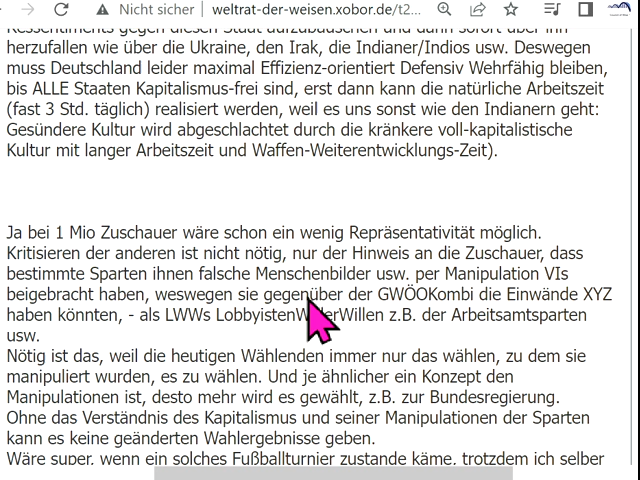 Nicht sicher | weltrat-der-weisen.xobor.de/t2...
Ressentiments gegen diesen Staat aufzubauschen und dann sofort über ihn
herzufallen wie über die Ukraine, den Irak, die Indianer/Indios usw. Deswegen
muss Deutschland leider maximal Effizienz-orientiert Defensiv Wehrfähig bleiben,
bis ALLE Staaten Kapitalismus-frei sind, erst dann kann die natürliche Arbeitszeit
(fast 3 Std. täglich) realisiert werden, weil es uns sonst wie den Indianern geht:
Gesündere Kultur wird abgeschlachtet durch die kränkere voll-kapitalistische
Kultur mit langer Arbeitszeit und Waffen-Weiterentwicklungs-Zeit).
Ja bei 1 Mio Zuschauer wäre schon ein wenig Repräsentativität möglich.
Kritisieren der anderen ist nicht nötig, nur der Hinweis an die Zuschauer, dass
bestimmte Sparten ihnen falsche Menschenbilder usw. per Manipulation VIs
beigebracht haben, weswegen sie gegenüber der GWÖOKombi die Einwände XYZ
haben könnten, - als LWWs z.B. der Arbeitsamtsparten
usw.
Nötig ist das, weil die heutigen Wählenden immer nur das wählen, zu dem sie
manipuliert wurden, es zu wählen. Und je ähnlicher ein Konzept den
Manipulationen ist, desto mehr wird es gewählt, z.B. zur Bundesregierung.
Ohne das Verständnis des Kapitalismus und seiner Manipulationen der Sparten
kann es keine geänderten Wahlergebnisse geben.
Wäre super, wenn ein solches Fußballturnier zustande käme, trotzdem ich selber